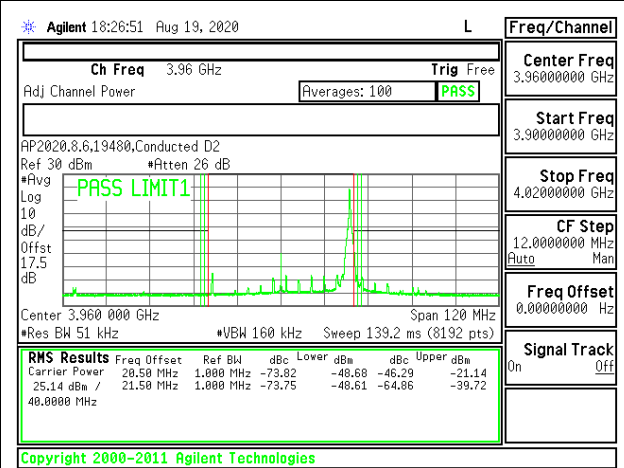 Agilent 18:26:51 Aug 19, 2020 L
Freq/Channel
Ch Freq 3.96 GHz Trig Free
Adj Channel Power Averages: 100 PASS
AP2020.8.6,19480,Conducted D2
Ref 30 dBm #Atten 26 dB
#Avg
Log
10
dB/
Offst
17.5
dB
PASS LIMIT1
Center 3.960 000 GHz Span 120 MHz
#Res BW 51 kHz #VBW 160 kHz Sweep 139.2 ms (8192 pts)
RMS Results Freq Offset Ref BW dBc Lower dBm dBc Upper dBm
Carrier Power 20.50 MHz 1.000 MHz -73.82 -48.68 -46.29 -21.14
25.14 dBm / 21.50 MHz 1.000 MHz -73.75 -48.61 -64.86 -39.72
40.0000 MHz
Center Freq
3.96000000 GHz
Start Freq
3.90000000 GHz
Stop Freq
4.02000000 GHz
CF Step
12.0000000 MHz
Auto Man
Freq Offset
0.00000000 Hz
Signal Track
On Off
Copyright 2000-2011 Agilent Technologies